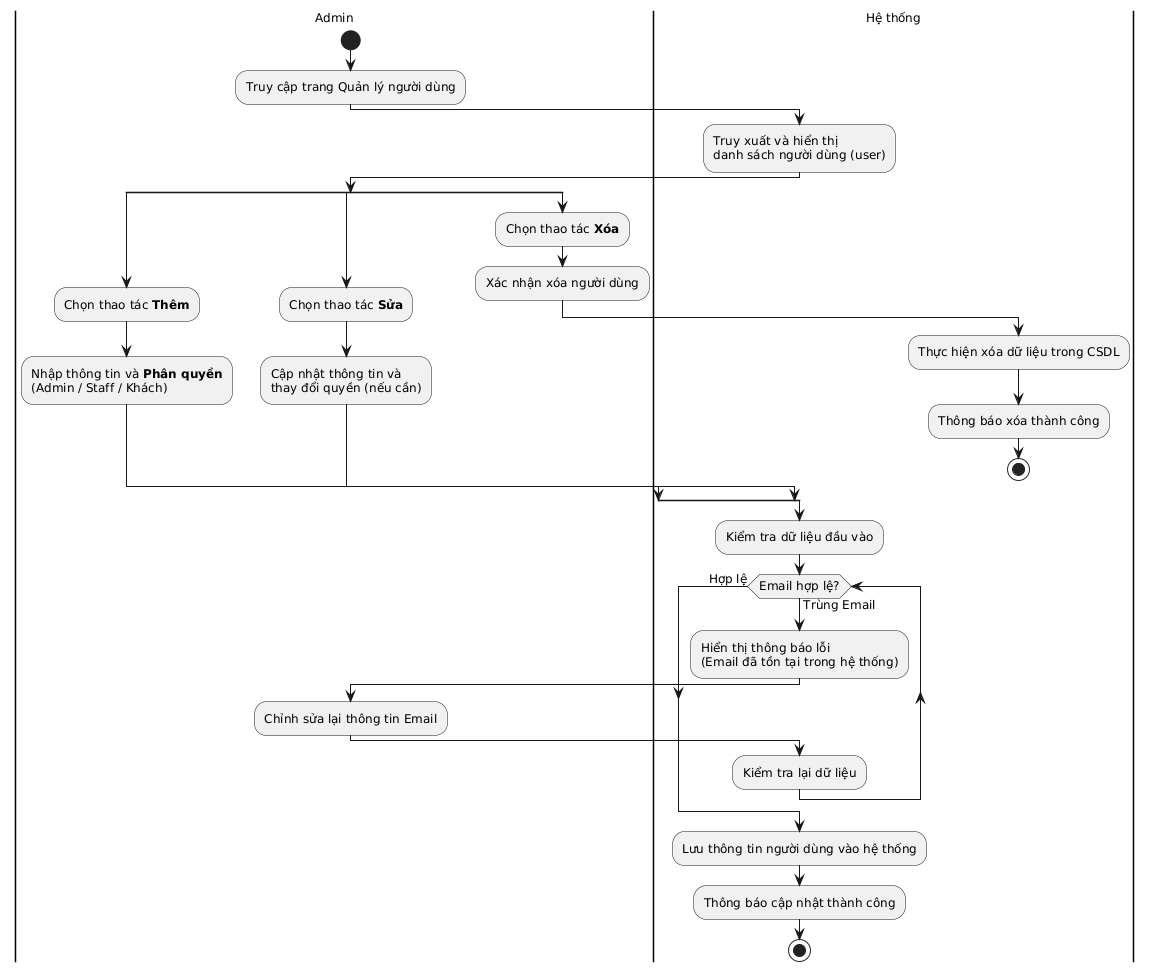 Admin
Hệ thống
Truy cập trang Quản lý người dùng
Truy xuất và hiển thị
danh sách người dùng (user)
Chọn thao tác Xóa
Xác nhận xóa người dùng
Chọn thao tác Thêm
Chọn thao tác Sửa
Thực hiện xóa dữ liệu trong CSDL
Nhập thông tin và Phân quyền
(Admin / Staff / Khách)
Cập nhật thông tin và
thay đổi quyền (nếu cần)
Thông báo xóa thành công
Kiểm tra dữ liệu đầu vào
Hợp lệ
Email hợp lệ?
Trùng Email
Hiển thị thông báo lỗi
(Email đã tồn tại trong hệ thống)
Chỉnh sửa lại thông tin Email
Kiểm tra lại dữ liệu
Lưu thông tin người dùng vào hệ thống
Thông báo cập nhật thành công